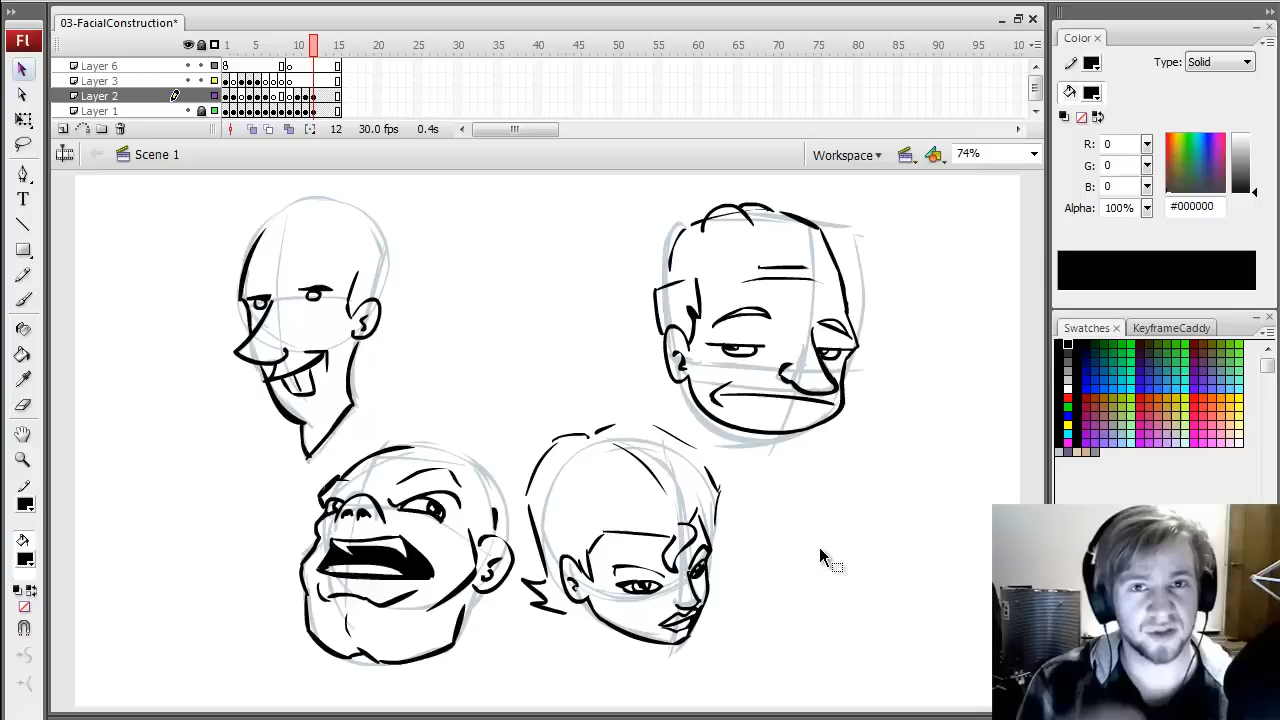 03-FacialConstruction*
Fl
1 5 10 15 20 25 30 35 40 45 50 55 60 65 70 75 80 85 90 95 10
Layer 6
Layer 3
Layer 2
Layer 1
12 30.0 fps 0.4s
Scene 1
Workspace
74%
T
Color
Type: Solid
R: 0
G: 0
B: 0
Alpha: 100%
#000000
Swatches
KeyframeCaddy